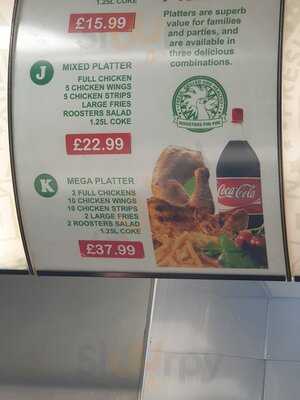 1.25L COKE
£15.99
Platters are superb
value for families
and parties, and
are available in
three delicious
combinations.
J
MIXED PLATTER
FULL CHICKEN
5 CHICKEN WINGS
5 CHICKEN STRIPS
LARGE FRIES
ROOSTERS SALAD
1.25L COKE
£22.99
ROOSTERS PIRI PIRI
K
MEGA PLATTER
2 FULL CHICKENS
10 CHICKEN WINGS
10 CHICKEN STRIPS
2 LARGE FRIES
2 ROOSTERS SALAD
1.25L COKE
£37.99
Coca-Cola